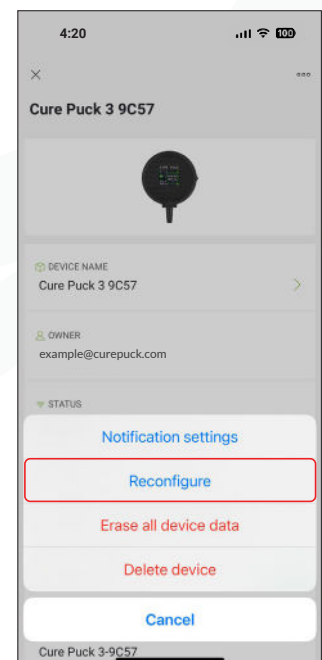 4:20
100
Cure Puck 3 9C57
DEVICE NAME
Cure Puck 3 9C57
OWNER
example@curepuck.com
STATUS
Notification settings
Reconfigure
Erase all device data
Delete device
Cancel
Cure Puck 3-9C57